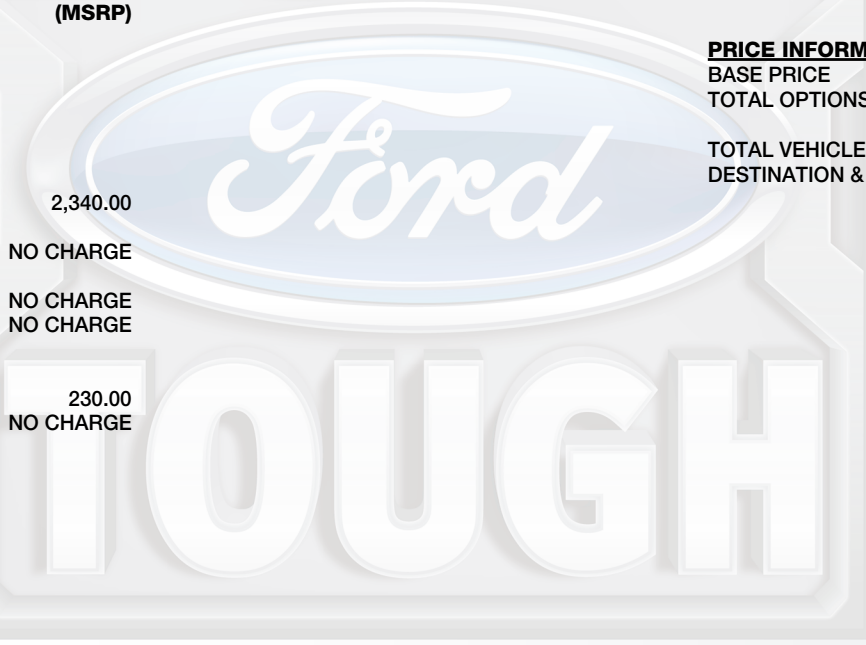 (MSRP)
2,340.00
NO CHARGE
NO CHARGE
NO CHARGE
230.00
NO CHARGE
PRICE INFORM
BASE PRICE
TOTAL OPTIONS
TOTAL VEHICLE
DESTINATION &
Ford
TOUGH